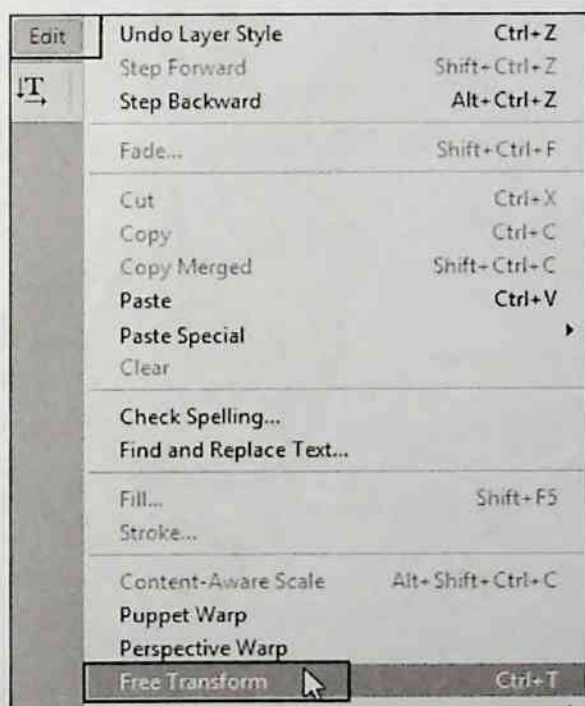 Edit
Undo Layer Style Ctrl+Z
Step Forward Shift+Ctrl+Z
Step Backward Alt+Ctrl+Z
T
Fade... Shift+Ctrl+F
Cut Ctrl+X
Copy Ctrl+C
Copy Merged Shift+Ctrl+C
Paste Ctrl+V
Paste Special
Clear
Check Spelling...
Find and Replace Text...
Fill... Shift+F5
Stroke...
Content-Aware Scale Alt+Shift+Ctrl+C
Puppet Warp
Perspective Warp
Free Transform Ctrl+T